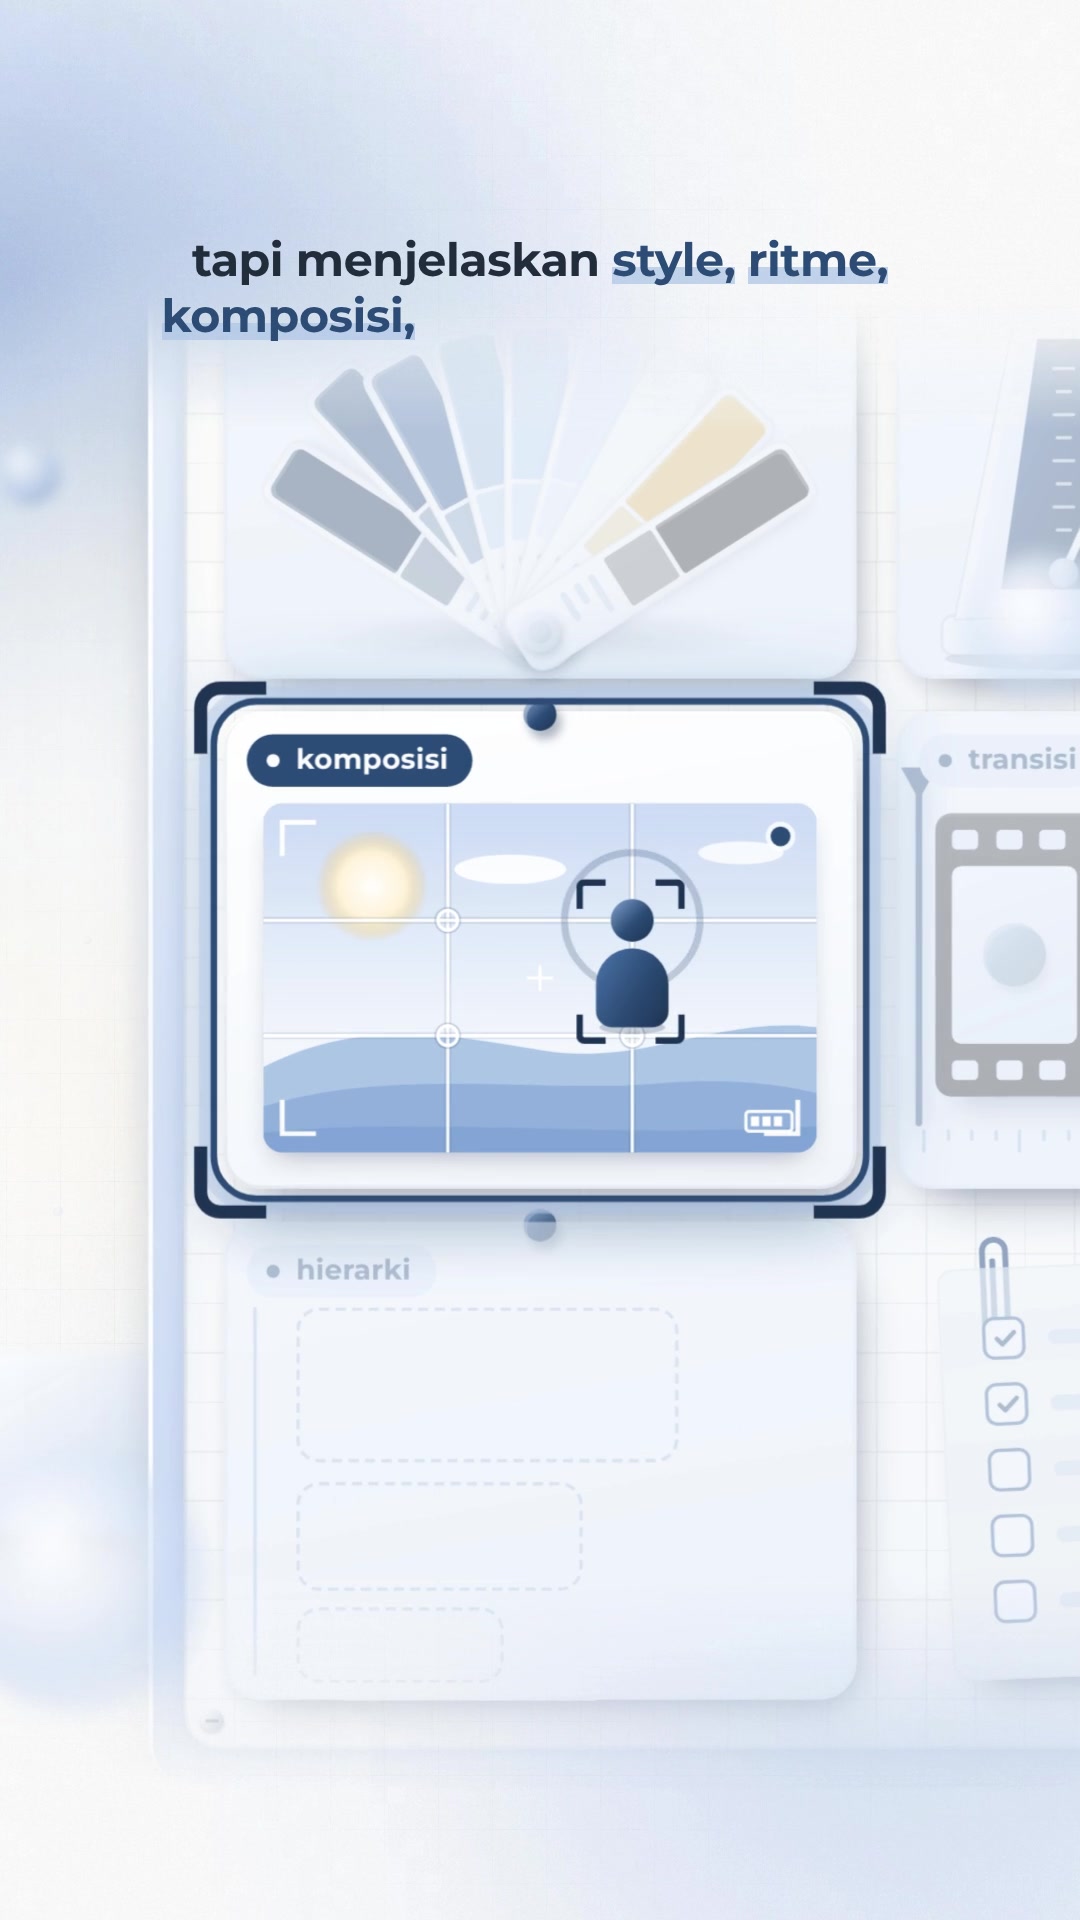 tapi menjelaskan style, ritme,
komposisi,
komposisi
transisi
hierarki